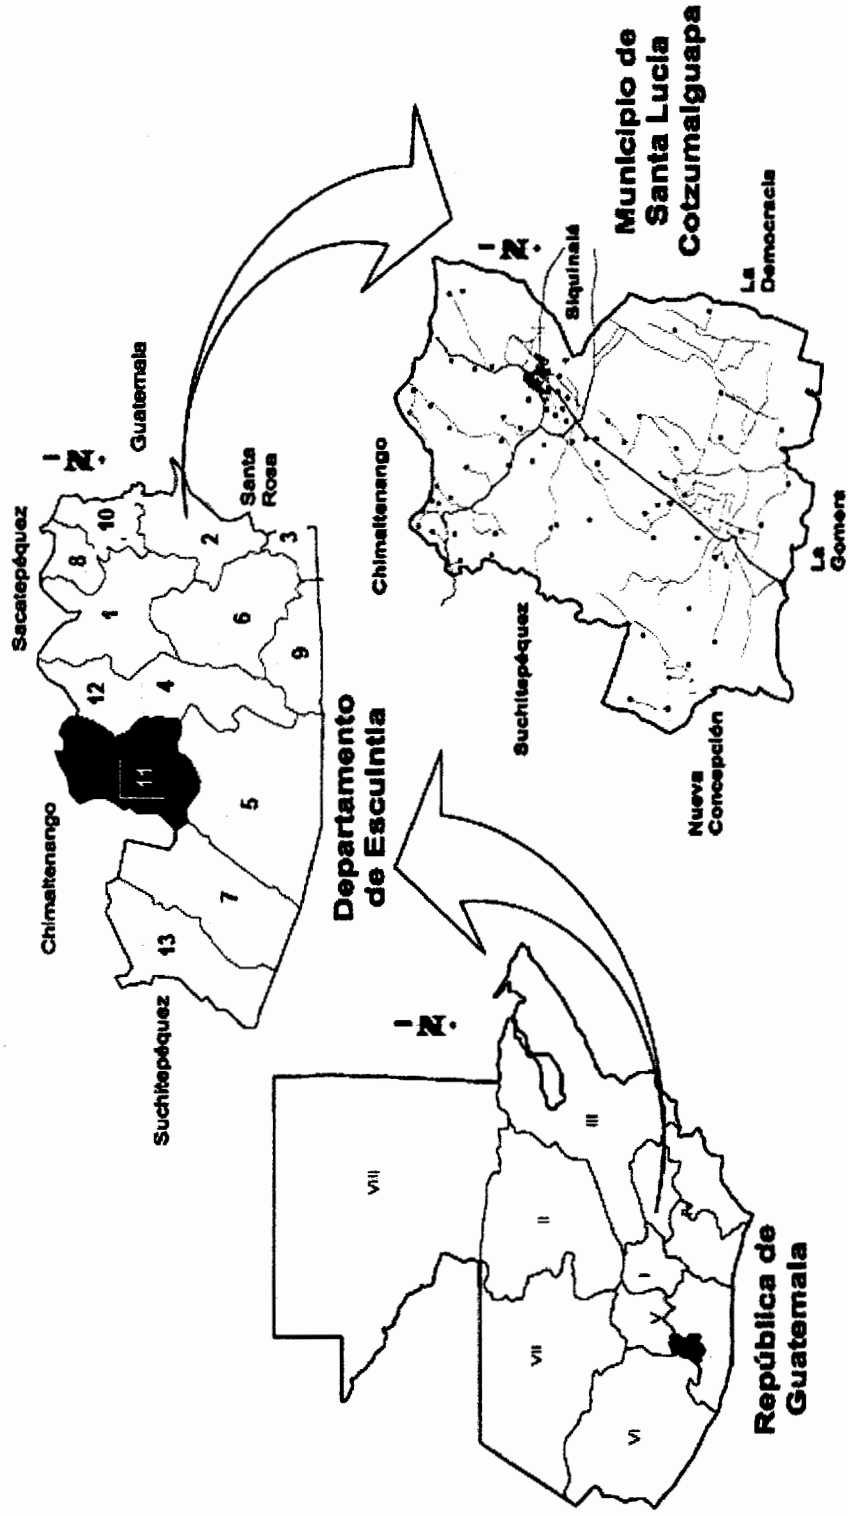 Sacatepéquez
Chimaltenango
Guatemala
Suchitepéquez
Santa
Rosa
N
1
2
3
4
5
6
7
8
9
10
11
12
13
Departamento
de Escuintla
N
VIII
VII
VI
V
IV
III
II
I
República de
Guatemala
Chimaltenango
Suchitepéquez
N
Siquinalá
Nueva
Concepción
La
Gomera
La
Democracia
Municipio de
Santa Lucia
Cotzumalguapa